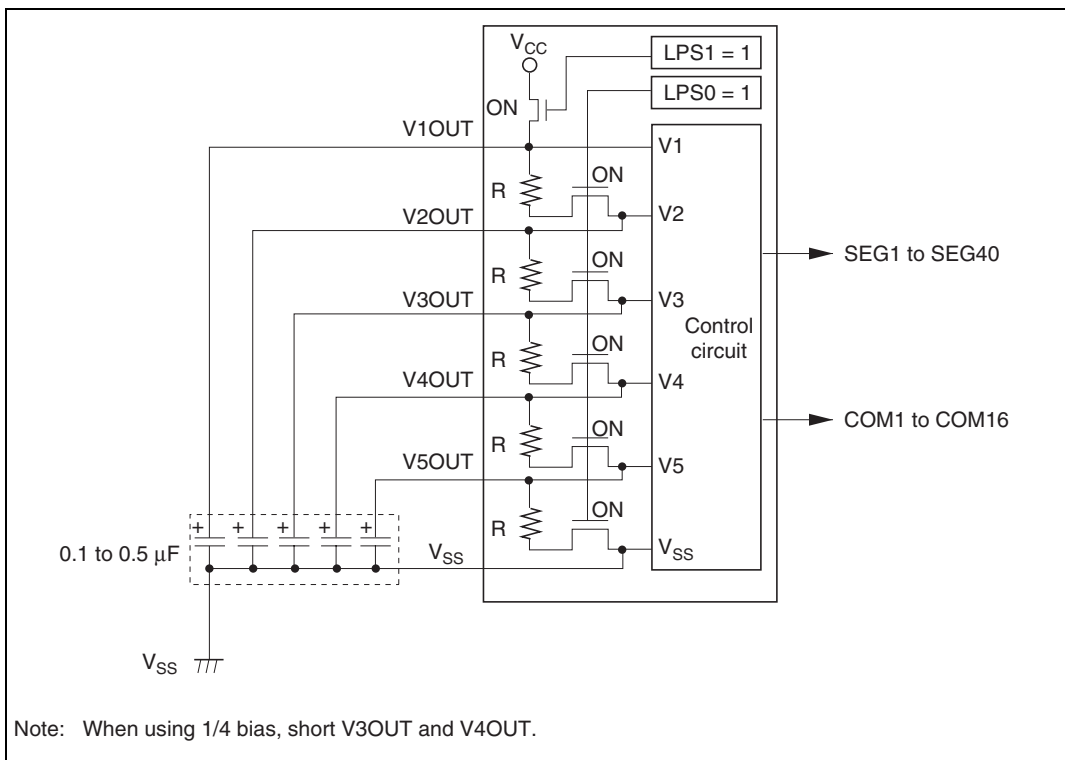 VCC
LPS1 = 1
LPS0 = 1
ON
V1OUT
V1
R
ON
V2OUT
V2
R
ON
V3OUT
V3
SEG1 to SEG40
Control
circuit
R
ON
V4OUT
V4
COM1 to COM16
R
ON
V5OUT
V5
R
ON
+ + + + +
0.1 to 0.5 μF
VSS
VSS
VSS
Note: When using 1/4 bias, short V3OUT and V4OUT.